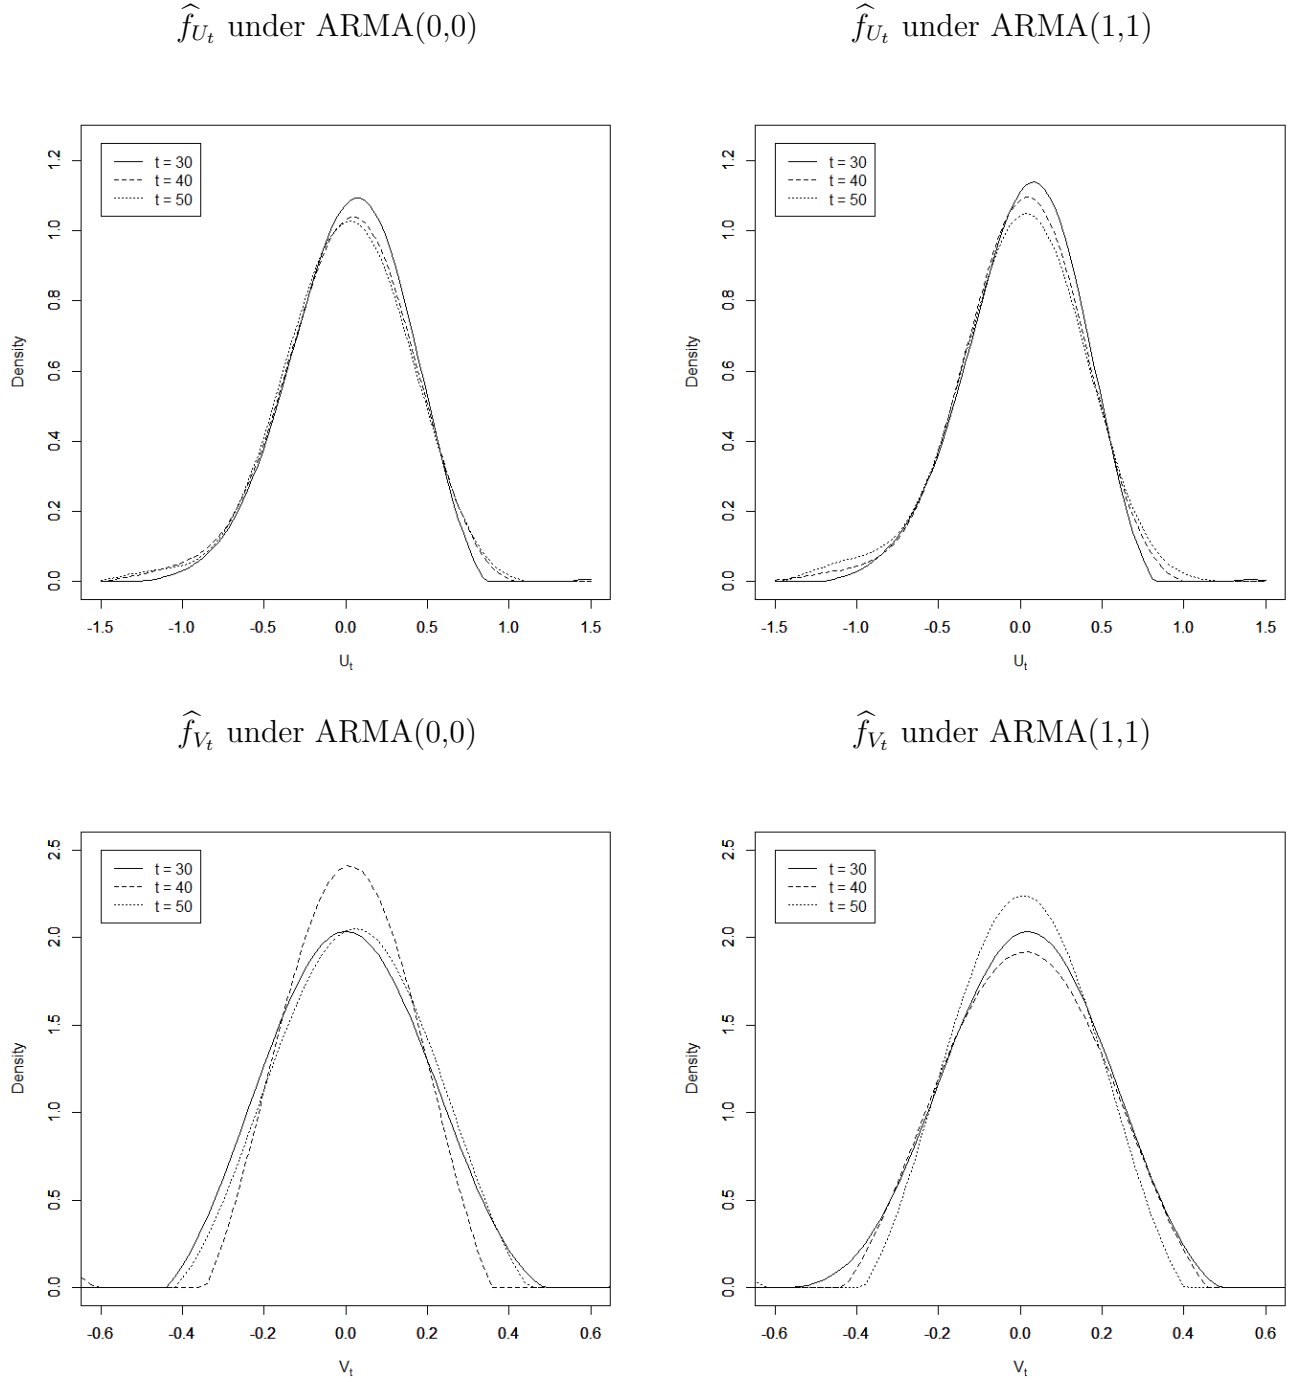 f̂_{U_t} under ARMA(0,0)
f̂_{U_t} under ARMA(1,1)
t = 30
t = 40
t = 50
Density
0.0 0.2 0.4 0.6 0.8 1.0 1.2
-1.5 -1.0 -0.5 0.0 0.5 1.0 1.5
U_t
t = 30
t = 40
t = 50
Density
0.0 0.2 0.4 0.6 0.8 1.0 1.2
-1.5 -1.0 -0.5 0.0 0.5 1.0 1.5
U_t
f̂_{V_t} under ARMA(0,0)
f̂_{V_t} under ARMA(1,1)
t = 30
t = 40
t = 50
Density
0.0 0.5 1.0 1.5 2.0 2.5
-0.6 -0.4 -0.2 0.0 0.2 0.4 0.6
V_t
t = 30
t = 40
t = 50
Density
0.0 0.5 1.0 1.5 2.0 2.5
-0.6 -0.4 -0.2 0.0 0.2 0.4 0.6
V_t